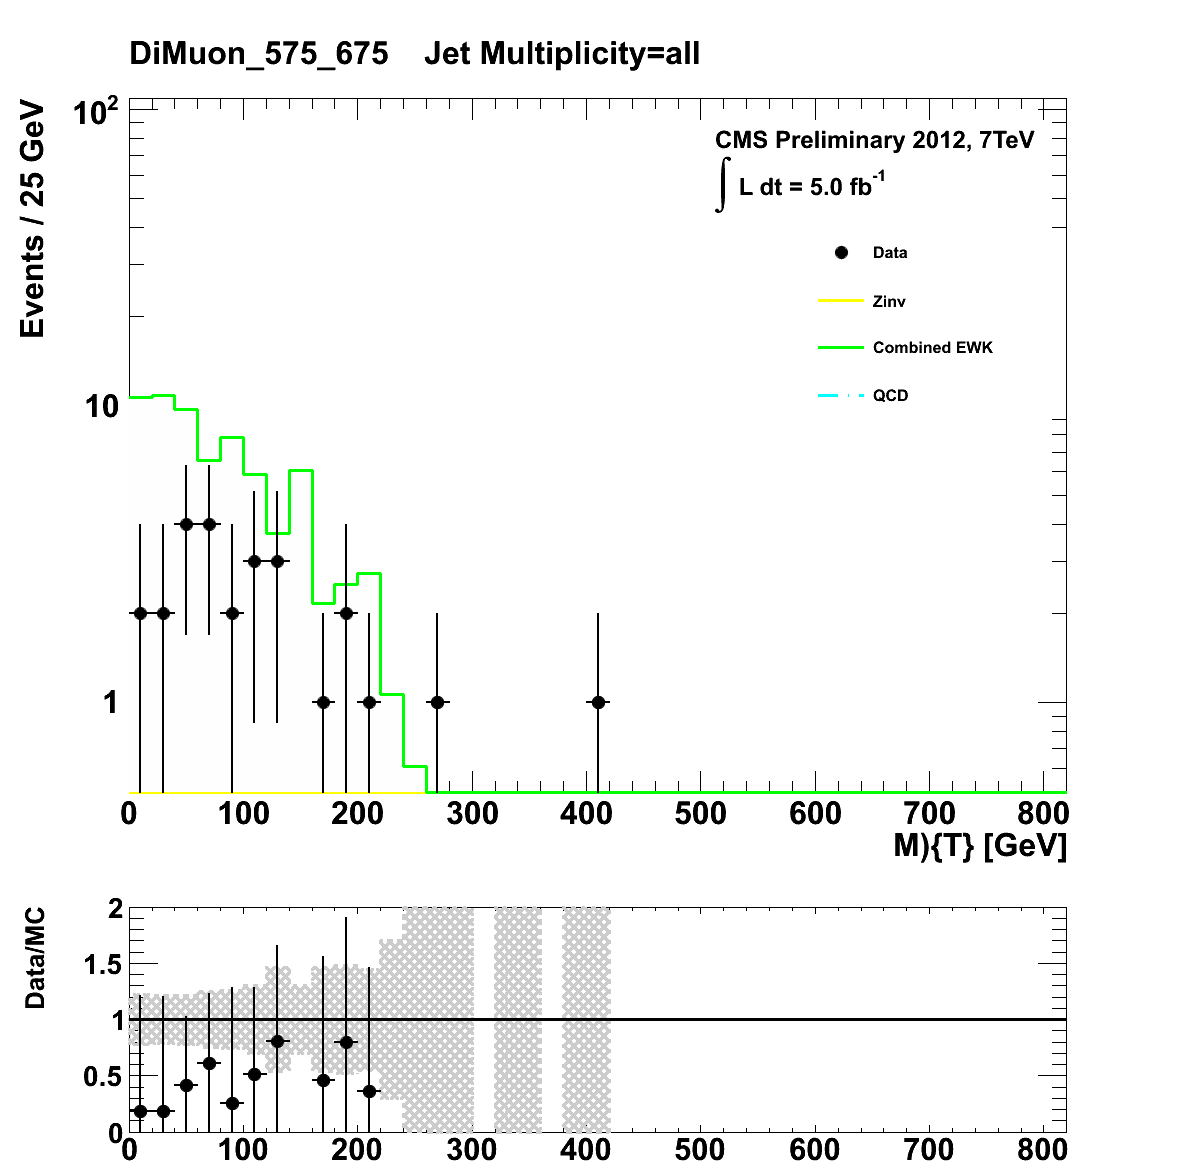 DiMuon_575_675 Jet Multiplicity=all
Events / 25 GeV
10²
10
1
CMS Preliminary 2012, 7TeV
∫ L dt = 5.0 fb⁻¹
Data
Zinv
Combined EWK
QCD
0 100 200 300 400 500 600 700 800
M){T} [GeV]
Data/MC
2
1.5
1
0.5
0
0 100 200 300 400 500 600 700 800